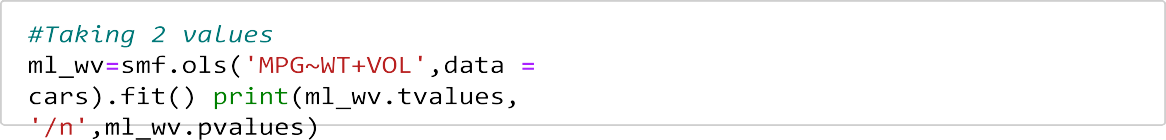 #Taking 2 values
ml_wv=smf.ols('MPG~WT+VOL',data =
cars).fit() print(ml_wv.tvalues,
'/n',ml_wv.pvalues)